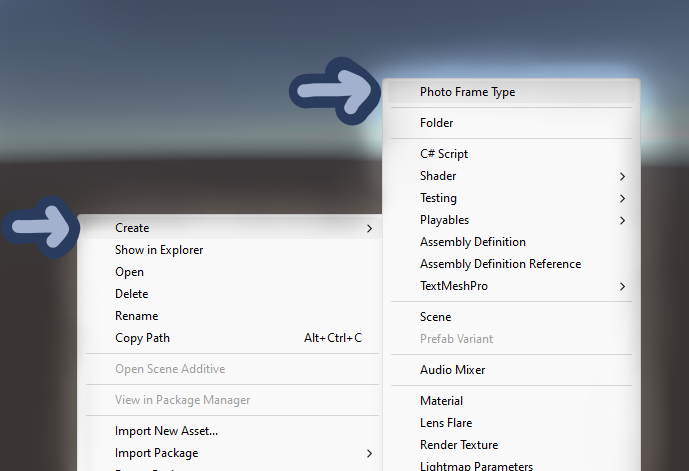 Create
Show in Explorer
Open
Delete
Rename
Copy Path Alt+Ctrl+C
Open Scene Additive
View in Package Manager
Import New Asset...
Import Package
Photo Frame Type
Folder
C# Script
Shader
Testing
Playables
Assembly Definition
Assembly Definition Reference
TextMeshPro
Scene
Prefab Variant
Audio Mixer
Material
Lens Flare
Render Texture
Lightmap Parameters